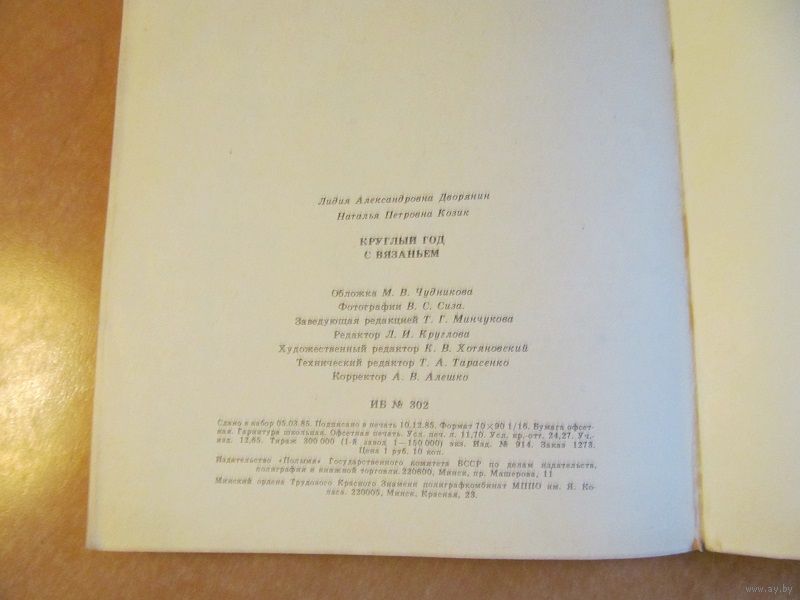 Лидия Александровна Дворянин
Наталья Петровна Козик
КРУГЛЫЙ ГОД
С ВЯЗАНЬЕМ
Обложка М. В. Чудникова
Фотографии В. С. Сиза.
Заведующая редакцией Т. Г. Минчукова
Редактор Л. И. Круглова
Художественный редактор К. В. Хотяновский
Технический редактор Т. А. Тарасенко
Корректор А. В. Алешко
ИБ № 302
Сдано в набор 05.03.85. Подписано в печать 10.12.85. Формат 70×90 1/16. Бумага офсет-
ная. Гарнитура школьная. Офсетная печать. Усл. печ. л. 11,70. Усл. кр.-отт. 24,27. Уч.-
изд. 12,65. Тираж 300 000 (1-й завод 1—150 000) экз. Изд. № 914. Заказ 1273.
Цена 1 руб. 10 коп.
Издательство «Полымя» Государственного комитета БССР по делам издательств,
полиграфии и книжной торговли. 220600, Минск, пр. Машерова, 11
Минский ордена Трудового Красного Знамени полиграфкомбинат МППО им. Я. Ко-
ласа. 220005, Минск, Красная, 23.
www.ay.by